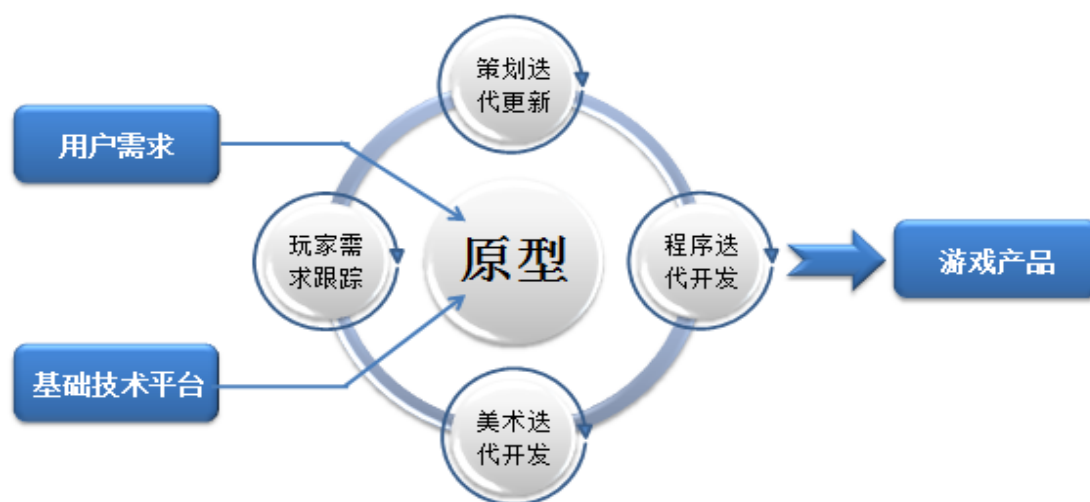 策划迭
代更新
用户需求
玩家需
求跟踪
原型
程序迭
代开发
游戏产品
基础技术平台
美术迭
代开发